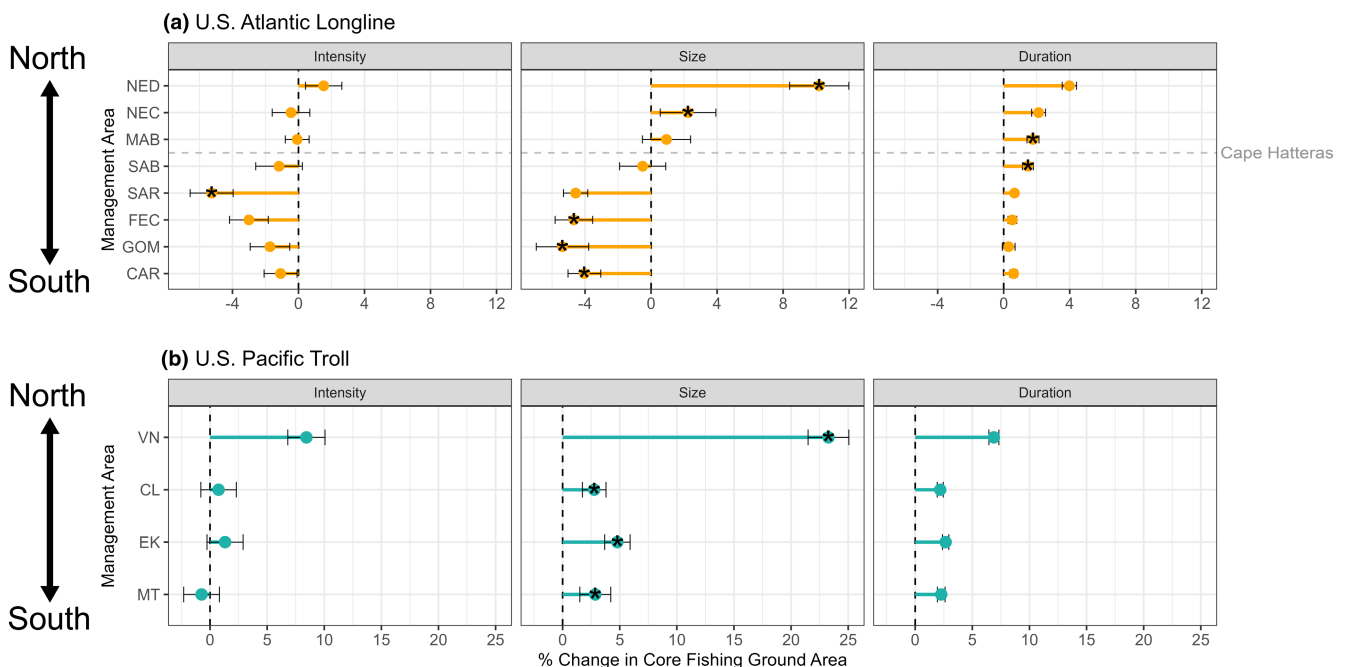 (a) U.S. Atlantic Longline
North
South
Management Area
Intensity Size Duration
NED
NEC
MAB
Cape Hatteras
SAB
SAR
FEC
GOM
CAR
-4 0 4 8 12 -4 0 4 8 12 -4 0 4 8 12
(b) U.S. Pacific Troll
North
South
Management Area
Intensity Size Duration
VN
CL
EK
MT
0 5 10 15 20 25 0 5 10 15 20 25 0 5 10 15 20 25
% Change in Core Fishing Ground Area